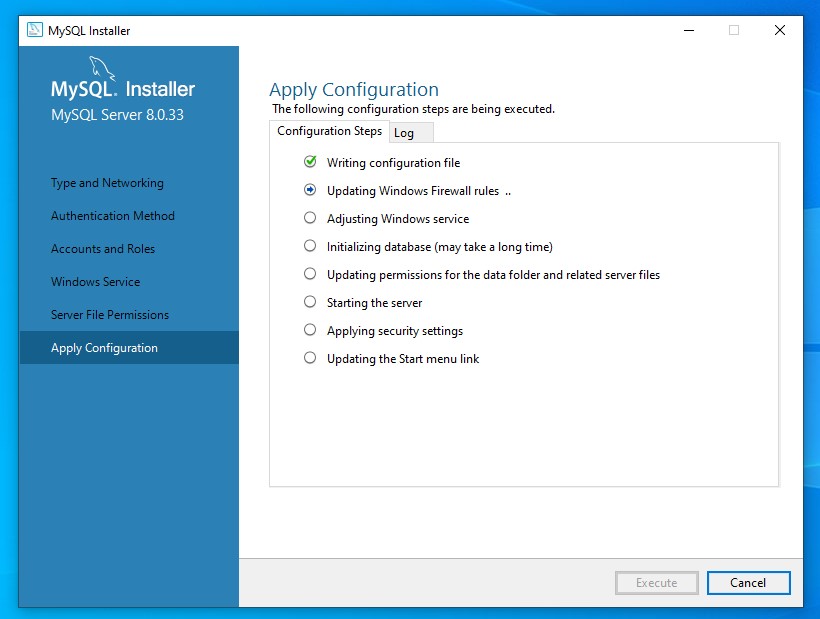 MySQL Installer
MySQL. Installer
MySQL Server 8.0.33
Type and Networking
Authentication Method
Accounts and Roles
Windows Service
Server File Permissions
Apply Configuration
Apply Configuration
The following configuration steps are being executed.
Configuration Steps
Log
Writing configuration file
Updating Windows Firewall rules ..
Adjusting Windows service
Initializing database (may take a long time)
Updating permissions for the data folder and related server files
Starting the server
Applying security settings
Updating the Start menu link
Execute
Cancel